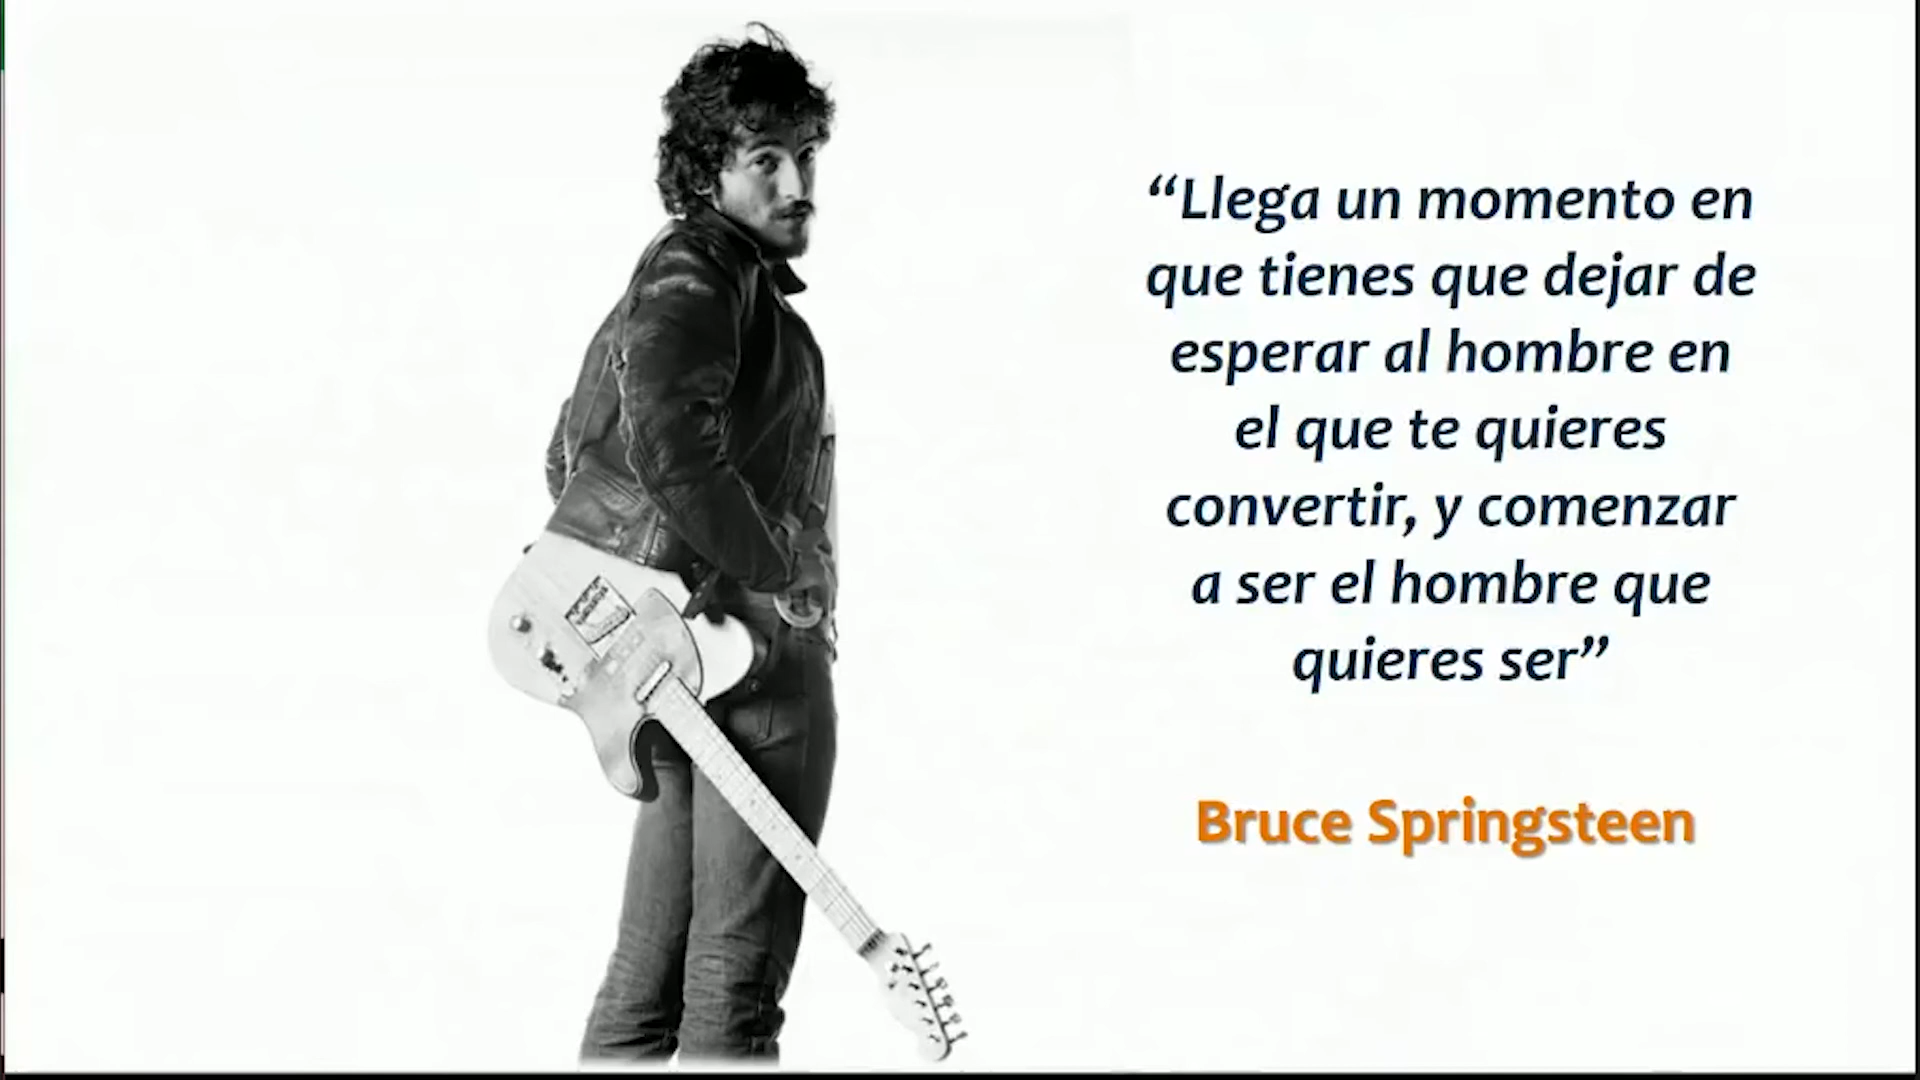 “Llega un momento en
que tienes que dejar de
esperar al hombre en
el que te quieres
convertir, y comenzar
a ser el hombre que
quieres ser”
Bruce Springsteen